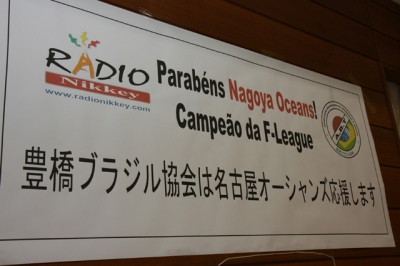 RADIO
Nikkey
www.radionikkey.com
Parabéns Nagoya Oceans!
Campeão da F-League
豊橋ブラジル協会は名古屋オーシャンズ応援します